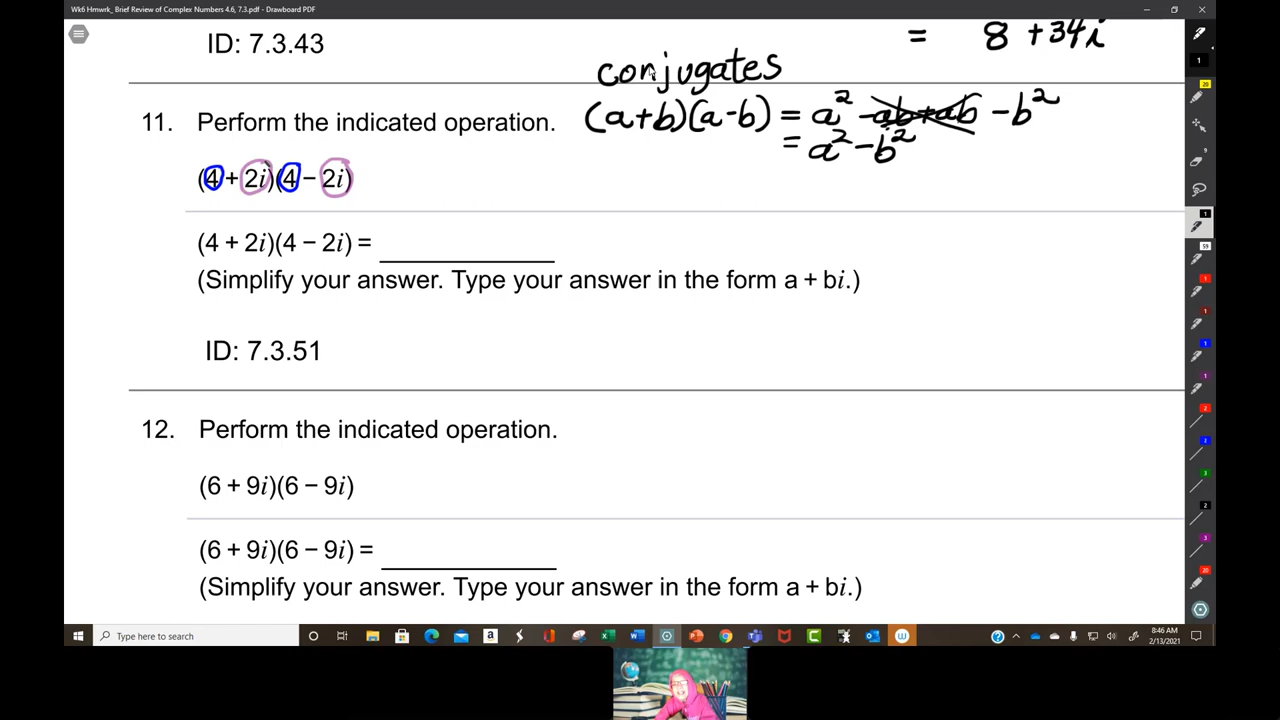 Wk6 Hmwrk_ Brief Review of Complex Numbers 4.6, 7.3.pdf - Drawboard PDF
= 8 + 34i
ID: 7.3.43
conjugates
(a+b)(a-b) = a² - ab + ab - b²
= a² - b²
11. Perform the indicated operation.
(4 + 2i)(4 − 2i)
(4 + 2i)(4 − 2i) = ____________
(Simplify your answer. Type your answer in the form a + bi.)
ID: 7.3.51
12. Perform the indicated operation.
(6 + 9i)(6 − 9i)
(6 + 9i)(6 − 9i) = ____________
(Simplify your answer. Type your answer in the form a + bi.)
Type here to search
8:46 AM
2/13/2021